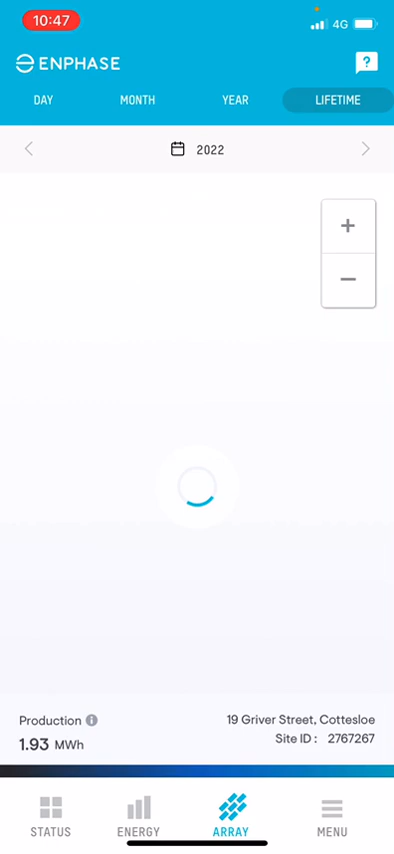 10:47
4G
ENPHASE
?
DAY MONTH YEAR LIFETIME
2022
+
−
Production i
19 Griver Street, Cottesloe
1.93 MWh
Site ID : 2767267
STATUS ENERGY ARRAY MENU